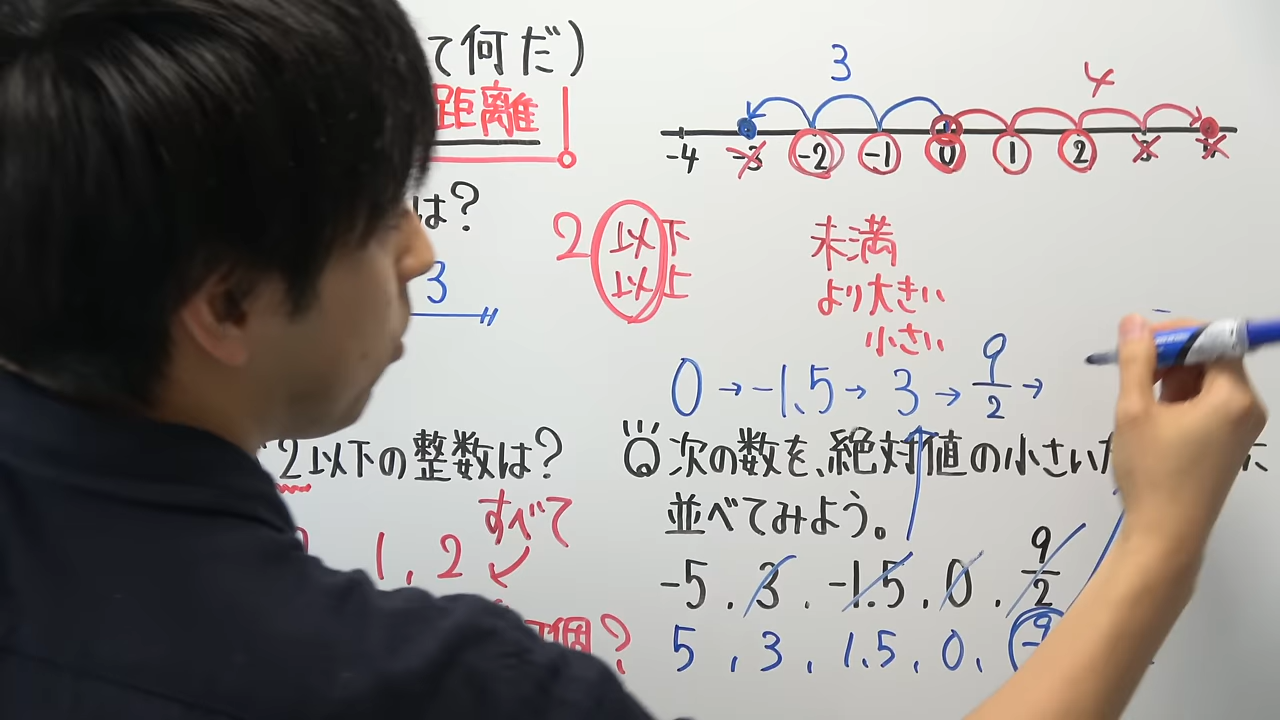 て何だ)
距離
3
4
-4 -3 -2 -1 0 1 2 3 4
は?
3
2 以下
以上
未満
より大きい
小さい
0→-1.5→3→9/2→
2以下の整数は?
次の数を、絶対値の小さい
並べてみよう。
すべて
1, 2
個?
-5, 3, -1.5, 0, 9/2
5, 3, 1.5, 0,